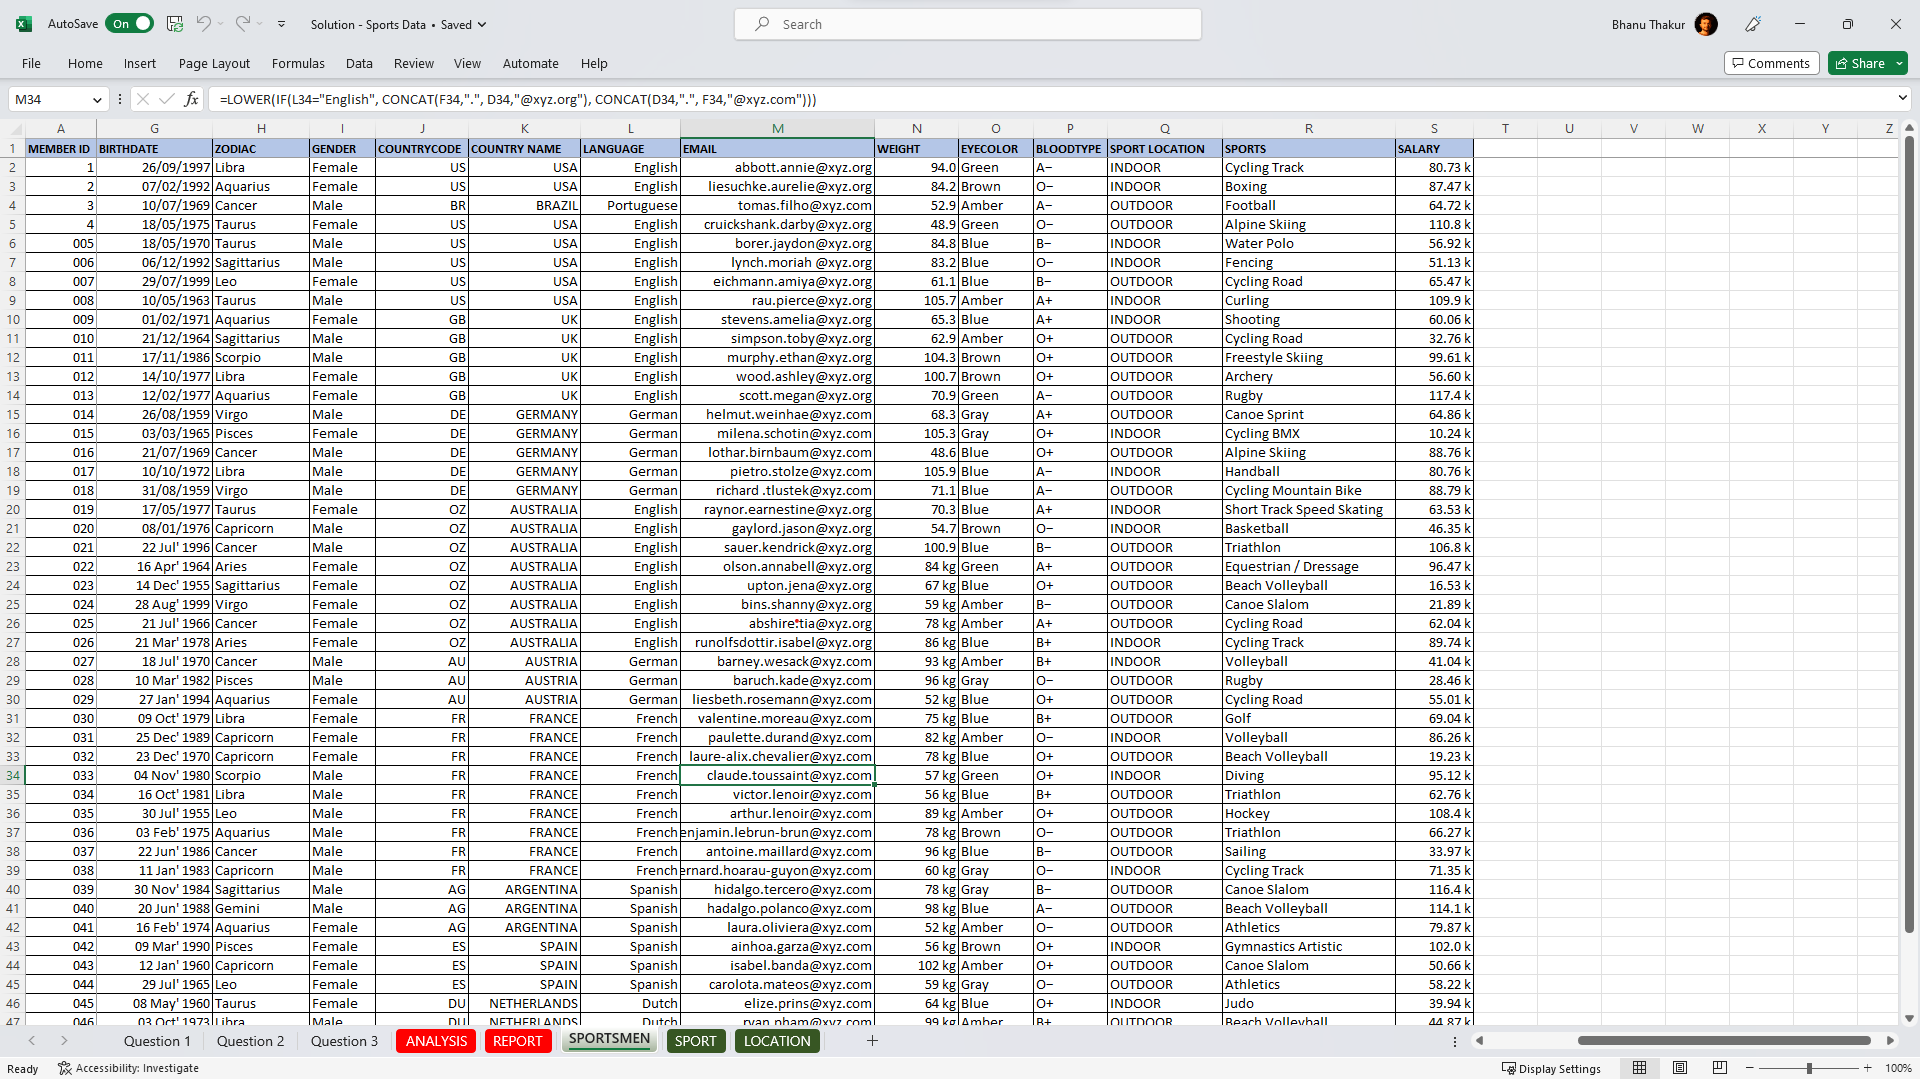 AutoSave On Solution - Sports Data • Saved Search Bhanu Thakur
File Home Insert Page Layout Formulas Data Review View Automate Help Comments Share
M34 fx =LOWER(IF(L34="English", CONCAT(F34,".", D34,"@xyz.org"), CONCAT(D34,".", F34,"@xyz.com")))
A G H I J K L M N O P Q R S T U V W X Y Z
1 MEMBER ID BIRTHDATE ZODIAC GENDER COUNTRYCODE COUNTRY NAME LANGUAGE EMAIL WEIGHT EYECOLOR BLOODTYPE SPORT LOCATION SPORTS SALARY
2 1 26/09/1997 Libra Female US USA English abbott.annie@xyz.org 94.0 Green A− INDOOR Cycling Track 80.73 k
3 2 07/02/1992 Aquarius Female US USA English liesuchke.aurelie@xyz.org 84.2 Brown O− INDOOR Boxing 87.47 k
4 3 10/07/1969 Cancer Male BR BRAZIL Portuguese tomas.filho@xyz.com 52.9 Amber A− OUTDOOR Football 64.72 k
5 4 18/05/1975 Taurus Female US USA English cruickshank.darby@xyz.org 48.9 Green O− OUTDOOR Alpine Skiing 110.8 k
6 005 18/05/1970 Taurus Male US USA English borer.jaydon@xyz.org 84.8 Blue B− INDOOR Water Polo 56.92 k
7 006 06/12/1992 Sagittarius Male US USA English lynch.moriah @xyz.org 83.2 Blue O− INDOOR Fencing 51.13 k
8 007 29/07/1999 Leo Female US USA English eichmann.amiya@xyz.org 61.1 Blue B− OUTDOOR Cycling Road 65.47 k
9 008 10/05/1963 Taurus Male US USA English rau.pierce@xyz.org 105.7 Amber A+ INDOOR Curling 109.9 k
10 009 01/02/1971 Aquarius Female GB UK English stevens.amelia@xyz.org 65.3 Blue A+ INDOOR Shooting 60.06 k
11 010 21/12/1964 Sagittarius Male GB UK English simpson.toby@xyz.org 62.9 Amber O+ OUTDOOR Cycling Road 32.76 k
12 011 17/11/1986 Scorpio Male GB UK English murphy.ethan@xyz.org 104.3 Brown O+ OUTDOOR Freestyle Skiing 99.61 k
13 012 14/10/1977 Libra Female GB UK English wood.ashley@xyz.org 100.7 Brown O+ OUTDOOR Archery 56.60 k
14 013 12/02/1977 Aquarius Female GB UK English scott.megan@xyz.org 70.9 Green A− OUTDOOR Rugby 117.4 k
15 014 26/08/1959 Virgo Male DE GERMANY German helmut.weinhae@xyz.com 68.3 Gray A+ OUTDOOR Canoe Sprint 64.86 k
16 015 03/03/1965 Pisces Female DE GERMANY German milena.schotin@xyz.com 105.3 Gray O+ INDOOR Cycling BMX 10.24 k
17 016 21/07/1969 Cancer Male DE GERMANY German lothar.birnbaum@xyz.com 48.6 Blue O+ OUTDOOR Alpine Skiing 88.76 k
18 017 10/10/1972 Libra Male DE GERMANY German pietro.stolze@xyz.com 105.9 Blue A− INDOOR Handball 80.76 k
19 018 31/08/1959 Virgo Male DE GERMANY German richard .tlustek@xyz.com 71.1 Blue A− OUTDOOR Cycling Mountain Bike 88.79 k
20 019 17/05/1977 Taurus Female OZ AUSTRALIA English raynor.earnestine@xyz.org 70.3 Blue A+ INDOOR Short Track Speed Skating 63.53 k
21 020 08/01/1976 Capricorn Male OZ AUSTRALIA English gaylord.jason@xyz.org 54.7 Brown O− INDOOR Basketball 46.35 k
22 021 22 Jul' 1996 Cancer Male OZ AUSTRALIA English sauer.kendrick@xyz.org 100.9 Blue B− OUTDOOR Triathlon 106.8 k
23 022 16 Apr' 1964 Aries Female OZ AUSTRALIA English olson.annabell@xyz.org 84 kg Green A+ OUTDOOR Equestrian / Dressage 96.47 k
24 023 14 Dec' 1955 Sagittarius Female OZ AUSTRALIA English upton.jena@xyz.org 67 kg Blue O+ OUTDOOR Beach Volleyball 16.53 k
25 024 28 Aug' 1999 Virgo Female OZ AUSTRALIA English bins.shanny@xyz.org 59 kg Amber B− OUTDOOR Canoe Slalom 21.89 k
26 025 21 Jul' 1966 Cancer Female OZ AUSTRALIA English abshire.tia@xyz.org 78 kg Amber A+ OUTDOOR Cycling Road 62.04 k
27 026 21 Mar' 1978 Aries Female OZ AUSTRALIA English runolfsdottir.isabel@xyz.org 86 kg Blue B+ INDOOR Cycling Track 89.74 k
28 027 18 Jul' 1970 Cancer Male AU AUSTRIA German barney.wesack@xyz.com 93 kg Amber B+ INDOOR Volleyball 41.04 k
29 028 10 Mar' 1982 Pisces Male AU AUSTRIA German baruch.kade@xyz.com 96 kg Gray O− OUTDOOR Rugby 28.46 k
30 029 27 Jan' 1994 Aquarius Female AU AUSTRIA German liesbeth.rosemann@xyz.com 52 kg Blue O+ OUTDOOR Cycling Road 55.01 k
31 030 09 Oct' 1979 Libra Female FR FRANCE French valentine.moreau@xyz.com 75 kg Blue B+ OUTDOOR Golf 69.04 k
32 031 25 Dec' 1989 Capricorn Female FR FRANCE French paulette.durand@xyz.com 82 kg Amber O− INDOOR Volleyball 86.26 k
33 032 23 Dec' 1970 Capricorn Female FR FRANCE French laure-alix.chevalier@xyz.com 78 kg Blue O+ OUTDOOR Beach Volleyball 19.23 k
34 033 04 Nov' 1980 Scorpio Male FR FRANCE French claude.toussaint@xyz.com 57 kg Green O+ INDOOR Diving 95.12 k
35 034 16 Oct' 1981 Libra Male FR FRANCE French victor.lenoir@xyz.com 56 kg Blue B+ OUTDOOR Triathlon 62.76 k
36 035 30 Jul' 1955 Leo Male FR FRANCE French arthur.lenoir@xyz.com 89 kg Amber O+ OUTDOOR Hockey 108.4 k
37 036 03 Feb' 1975 Aquarius Male FR FRANCE French enjamin.lebrun-brun@xyz.com 78 kg Brown O− OUTDOOR Triathlon 66.27 k
38 037 22 Jun' 1986 Cancer Male FR FRANCE French antoine.maillard@xyz.com 96 kg Blue B− OUTDOOR Sailing 33.97 k
39 038 11 Jan' 1983 Capricorn Male FR FRANCE French ernard.hoarau-guyon@xyz.com 60 kg Gray O− INDOOR Cycling Track 71.35 k
40 039 30 Nov' 1984 Sagittarius Male AG ARGENTINA Spanish hidalgo.tercero@xyz.com 78 kg Gray B− OUTDOOR Canoe Slalom 116.4 k
41 040 20 Jun' 1988 Gemini Male AG ARGENTINA Spanish hadalgo.polanco@xyz.com 98 kg Blue A− OUTDOOR Beach Volleyball 114.1 k
42 041 16 Feb' 1974 Aquarius Female AG ARGENTINA Spanish laura.oliviera@xyz.com 52 kg Amber O− OUTDOOR Athletics 79.87 k
43 042 09 Mar' 1990 Pisces Female ES SPAIN Spanish ainhoa.garza@xyz.com 56 kg Brown O+ INDOOR Gymnastics Artistic 102.0 k
44 043 12 Jan' 1960 Capricorn Female ES SPAIN Spanish isabel.banda@xyz.com 102 kg Amber O+ OUTDOOR Canoe Slalom 50.66 k
45 044 29 Jul' 1965 Leo Female ES SPAIN Spanish carolota.mateos@xyz.com 59 kg Gray O− OUTDOOR Athletics 58.22 k
46 045 08 May' 1960 Taurus Female DU NETHERLANDS Dutch elize.prins@xyz.com 64 kg Blue O+ INDOOR Judo 39.94 k
47 046 03 Oct' 1973 Libra Male DU NETHERLANDS Dutch ryan.pham@xyz.com 99 kg Amber B+ OUTDOOR Beach Volleyball 44.87 k
Question 1 Question 2 Question 3 ANALYSIS REPORT SPORTSMEN SPORT LOCATION
Ready Accessibility: Investigate Display Settings 100%